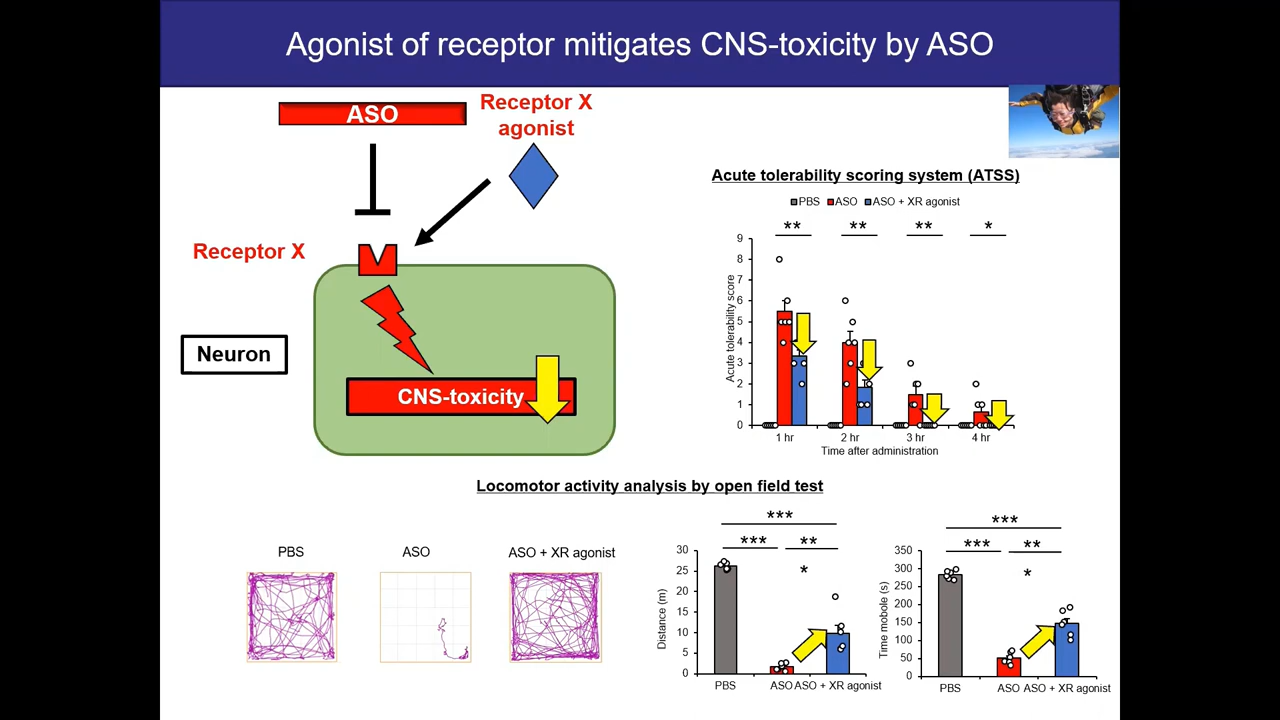 Agonist of receptor mitigates CNS-toxicity by ASO
ASO
Receptor X
agonist
Receptor X
Neuron
CNS-toxicity
Acute tolerability scoring system (ATSS)
PBS ASO ASO + XR agonist
** ** ** *
Acute tolerability score
9
8
7
6
5
4
3
2
1
0
1 hr 2 hr 3 hr 4 hr
Time after administration
Locomotor activity analysis by open field test
PBS ASO ASO + XR agonist
***
*** **
*
Distance (m)
30
25
20
15
10
5
0
PBS ASO ASO + XR agonist
***
*** **
*
Time mobole (s)
350
300
250
200
150
100
50
0
PBS ASO ASO + XR agonist